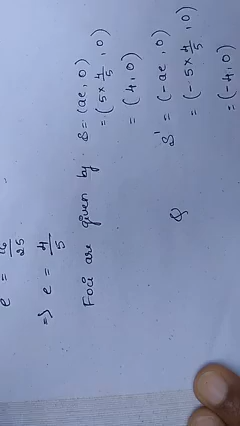 e = 16/25
=> e = 4/5
Foci are given by S = (ae, 0)
= (5 × 4/5, 0)
= (4, 0)
& S' = (-ae, 0)
= (-5 × 4/5, 0)
= (-4, 0)